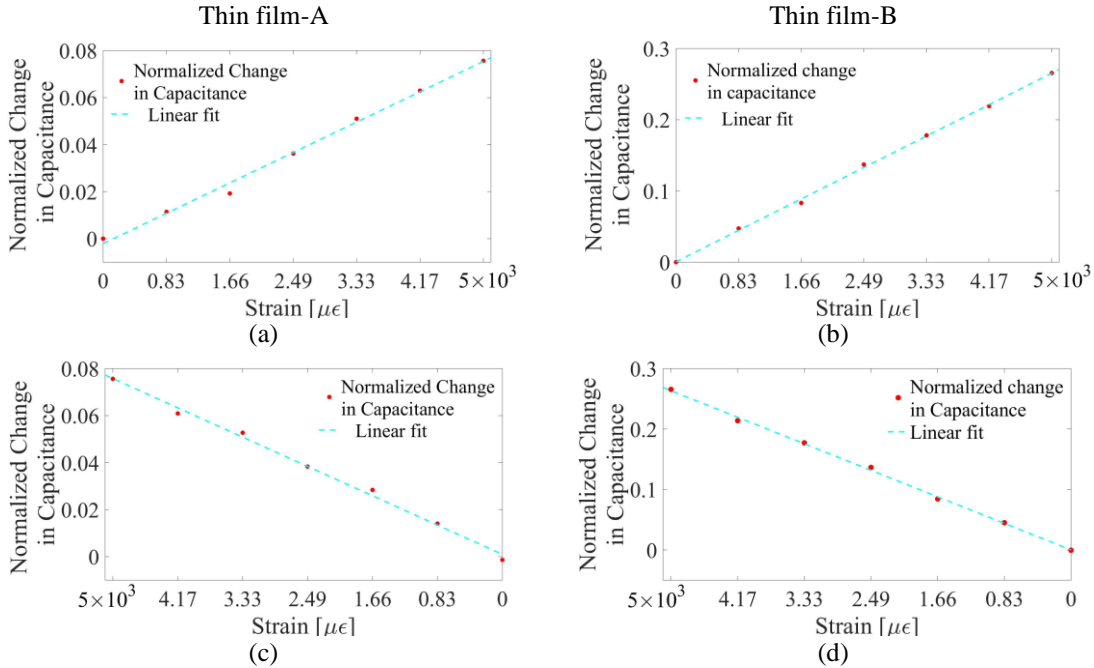 Thin film-A
Thin film-B
0.08
0.06
0.04
0.02
0
Normalized Change
in Capacitance
Normalized Change
in Capacitance
Linear fit
0 0.83 1.66 2.49 3.33 4.17 5×10³
Strain [µϵ]
(a)
0.3
0.2
0.1
0
Normalized Change
in Capacitance
Normalized change
in capacitance
Linear fit
0 0.83 1.66 2.49 3.33 4.17 5×10³
Strain [µϵ]
(b)
0.08
0.06
0.04
0.02
0
Normalized Change
in Capacitance
Normalized Change
in Capacitance
Linear fit
5×10³ 4.17 3.33 2.49 1.66 0.83 0
Strain [µϵ]
(c)
0.3
0.2
0.1
0
Normalized Change
in Capacitance
Normalized change
in Capacitance
Linear fit
5×10³ 4.17 3.33 2.49 1.66 0.83 0
Strain [µϵ]
(d)